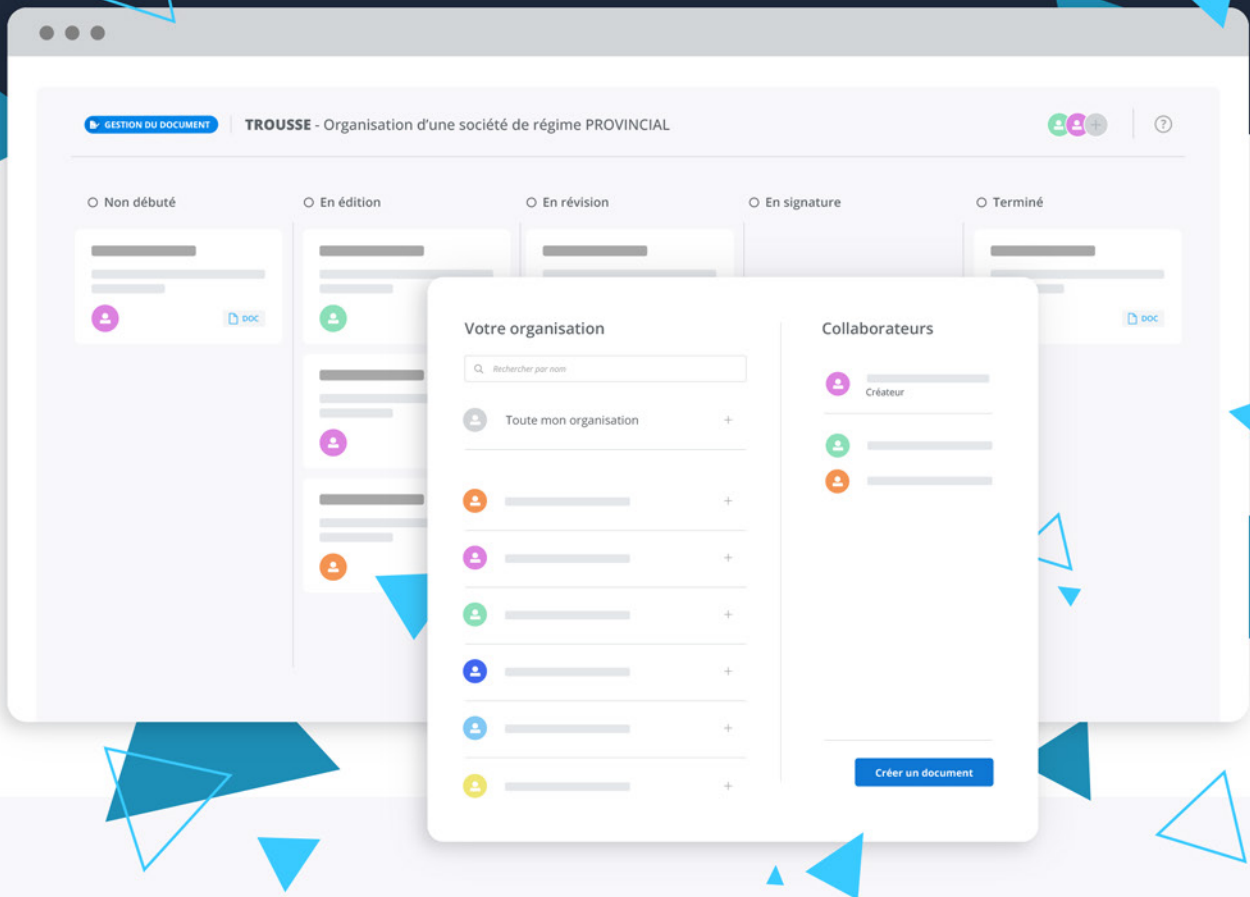 GESTION DU DOCUMENT
TROUSSE - Organisation d'une société de régime PROVINCIAL
?
Non débuté
En édition
En révision
En signature
Terminé
DOC
DOC
Votre organisation
Rechercher par nom
Toute mon organisation
Collaborateurs
Créateur
Créer un document